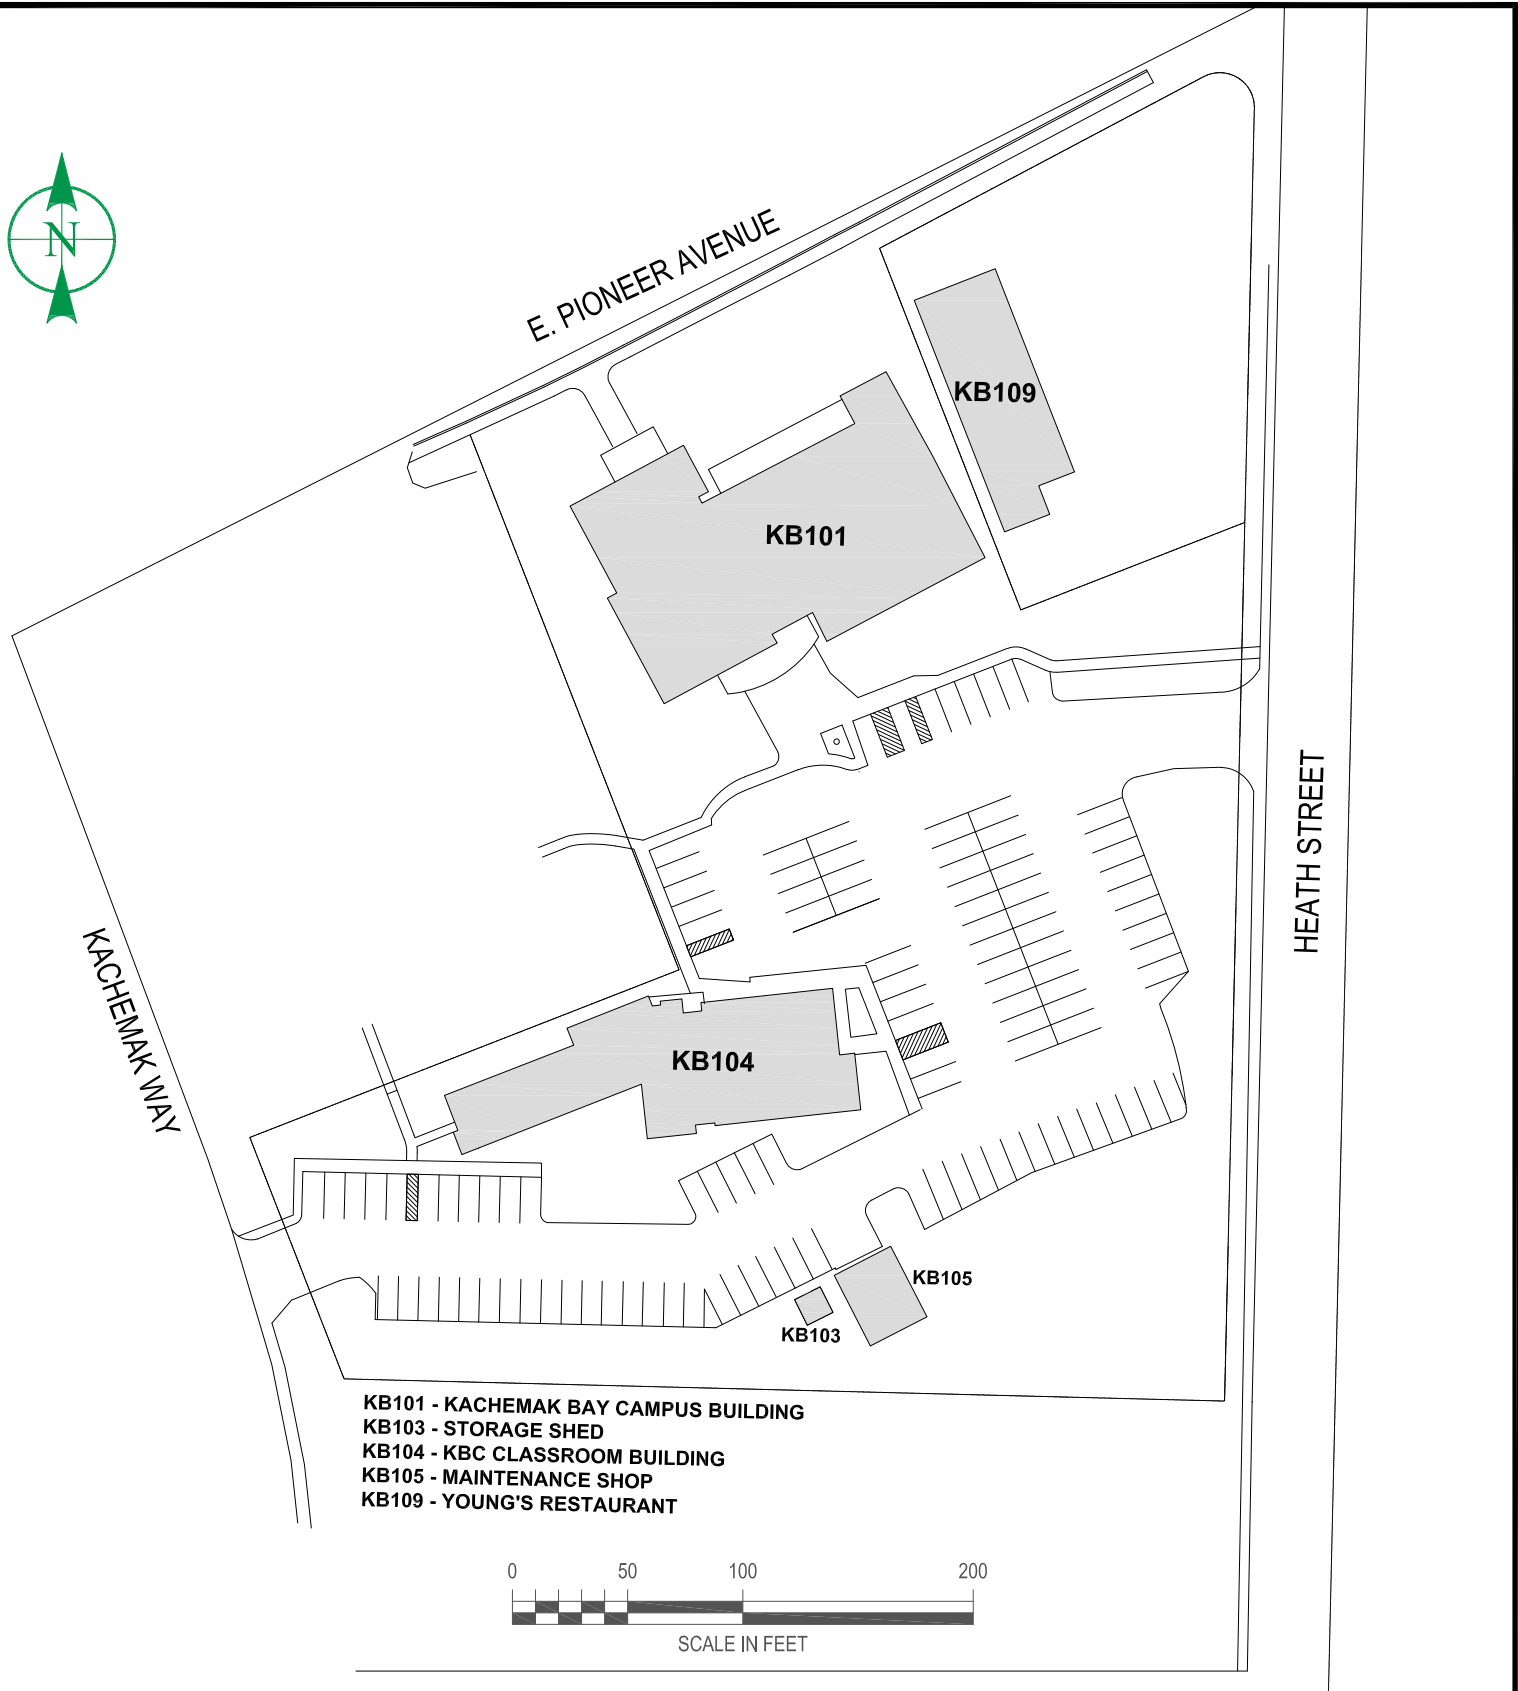 N
E. PIONEER AVENUE
KB109
KB101
HEATH STREET
KACHEMAK WAY
KB104
KB105
KB103
KB101 - KACHEMAK BAY CAMPUS BUILDING
KB103 - STORAGE SHED
KB104 - KBC CLASSROOM BUILDING
KB105 - MAINTENANCE SHOP
KB109 - YOUNG'S RESTAURANT
0 50 100 200
SCALE IN FEET